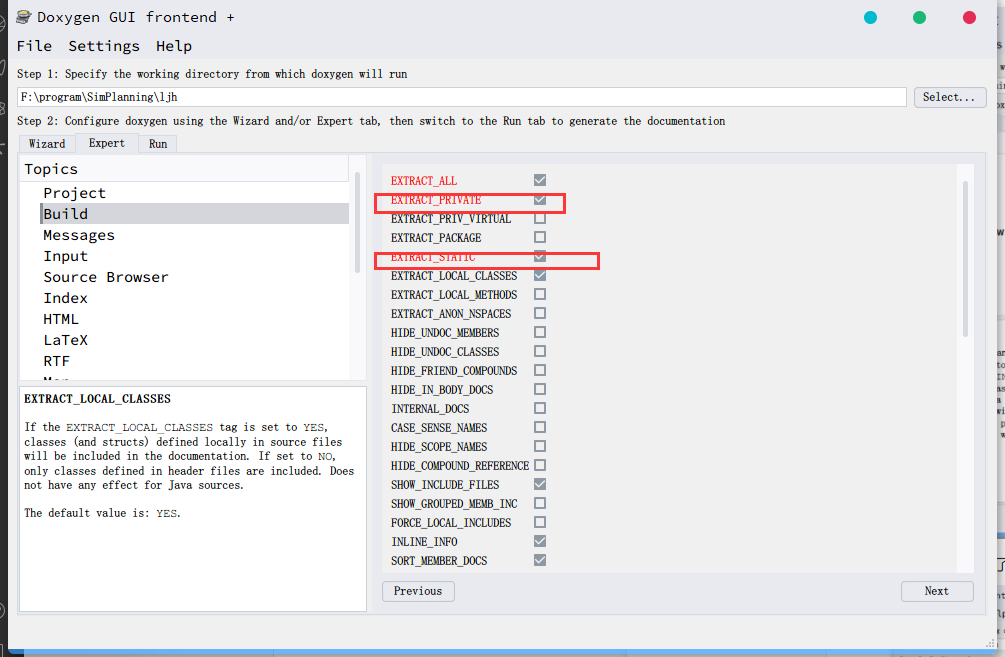 Doxygen GUI frontend +
File Settings Help
Step 1: Specify the working directory from which doxygen will run
F:\program\SimPlanning\ljh
Select...
Step 2: Configure doxygen using the Wizard and/or Expert tab, then switch to the Run tab to generate the documentation
Wizard Expert Run
Topics
Project
Build
Messages
Input
Source Browser
Index
HTML
LaTeX
RTF
EXTRACT_LOCAL_CLASSES
If the EXTRACT_LOCAL_CLASSES tag is set to YES,
classes (and structs) defined locally in source files
will be included in the documentation. If set to NO,
only classes defined in header files are included. Does
not have any effect for Java sources.
The default value is: YES.
EXTRACT_ALL
EXTRACT_PRIVATE
EXTRACT_PRIV_VIRTUAL
EXTRACT_PACKAGE
EXTRACT_STATIC
EXTRACT_LOCAL_CLASSES
EXTRACT_LOCAL_METHODS
EXTRACT_ANON_NSPACES
HIDE_UNDOC_MEMBERS
HIDE_UNDOC_CLASSES
HIDE_FRIEND_COMPOUNDS
HIDE_IN_BODY_DOCS
INTERNAL_DOCS
CASE_SENSE_NAMES
HIDE_SCOPE_NAMES
HIDE_COMPOUND_REFERENCE
SHOW_INCLUDE_FILES
SHOW_GROUPED_MEMB_INC
FORCE_LOCAL_INCLUDES
INLINE_INFO
SORT_MEMBER_DOCS
Previous
Next